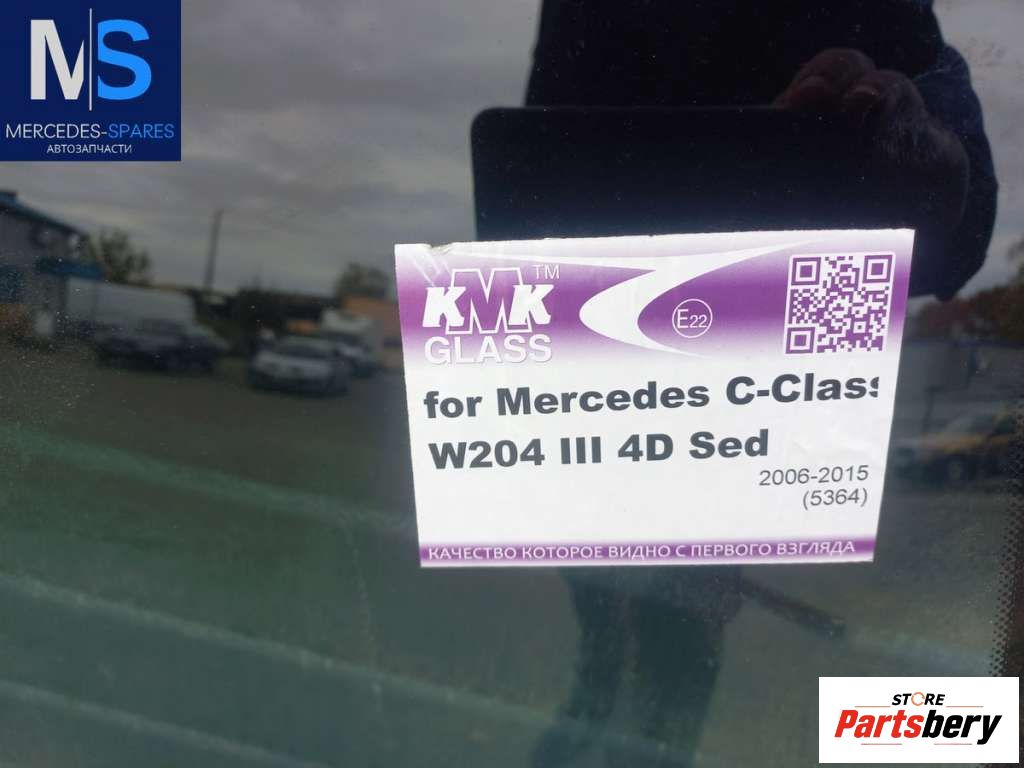 MS
MERCEDES-SPARES
АВТОЗАПЧАСТИ
KMK TM
GLASS
E22
for Mercedes C-Class
W204 III 4D Sed
2006-2015
(5364)
КАЧЕСТВО КОТОРОЕ ВИДНО С ПЕРВОГО ВЗГЛЯДА
STORE
Partsbery